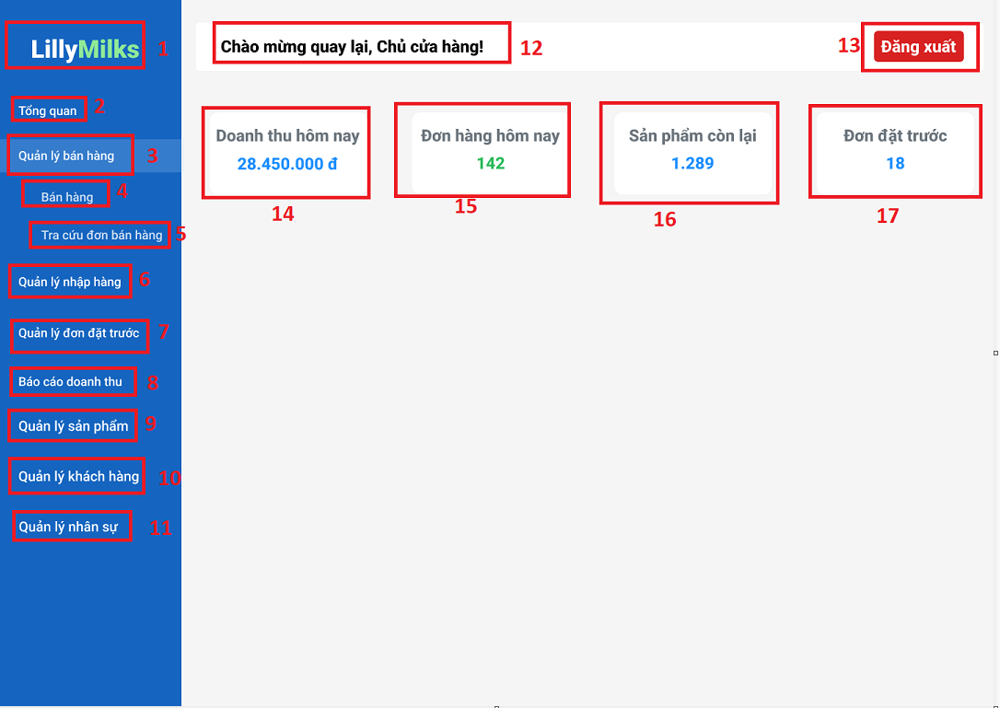 LillyMilks 1
Tổng quan 2
Quản lý bán hàng 3
Bán hàng 4
Tra cứu đơn bán hàng 5
Quản lý nhập hàng 6
Quản lý đơn đặt trước 7
Báo cáo doanh thu 8
Quản lý sản phẩm 9
Quản lý khách hàng 10
Quản lý nhân sự 11
Chào mừng quay lại, Chủ cửa hàng! 12
13 Đăng xuất
Doanh thu hôm nay
28.450.000 đ
14
Đơn hàng hôm nay
142
15
Sản phẩm còn lại
1.289
16
Đơn đặt trước
18
17